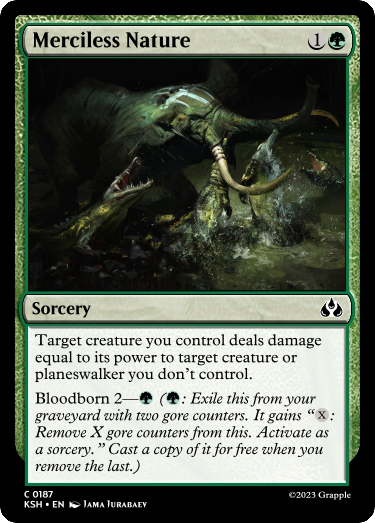 Merciless Nature 1
Sorcery
Target creature you control deals damage
equal to its power to target creature or
planeswalker you don't control.
Bloodborn 2— ( : Exile this from your
graveyard with two gore counters. It gains “X:
Remove X gore counters from this. Activate as
a sorcery.” Cast a copy of it for free when you
remove the last.)
C 0187
KSH • EN Jama Jurabaev
©2023 Grapple